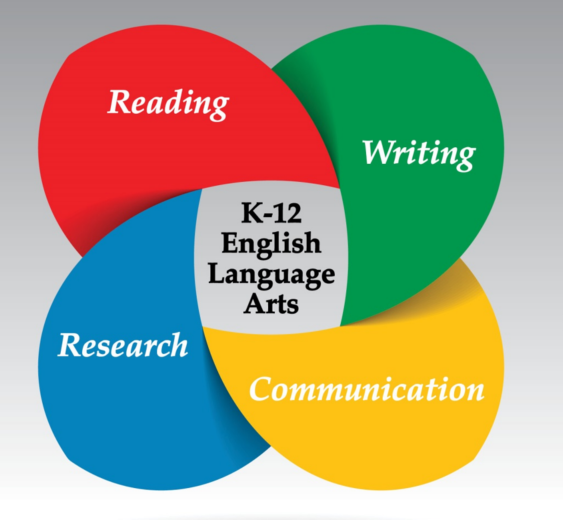 Reading
Writing
K-12
English
Language
Arts
Research
Communication